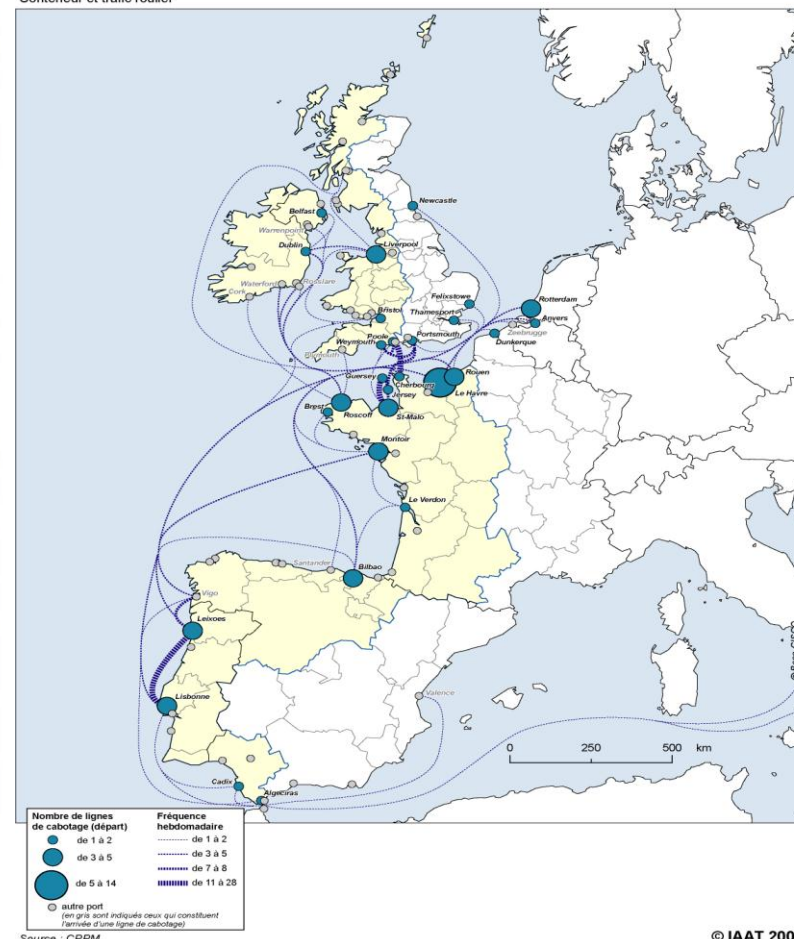 Conteneur et trafic roulier
Newcastle
Belfast
Warrenpoint
Dublin
Liverpool
Waterford
Rosslare
Cork
Felixstowe
Rotterdam
Bristol
Thamesport
Anvers
Poole
Portsmouth
Zeebrugge
Weymouth
Dunkerque
Plymouth
Guersey
Cherbourg
Rouen
Jersey
Le Havre
Brest
Roscoff
St-Malo
Montoir
Le Verdon
Santander
Bilbao
Vigo
Leixoes
Lisbonne
Valence
0 250 500 km
Cadix
Algeciras
Nombre de lignes
de cabotage (départ)
de 1 à 2
de 3 à 5
de 5 à 14
autre port
(en gris sont indiqués ceux qui constituent
l'arrivée d'une ligne de cabotage)
Fréquence
hebdomadaire
de 1 à 2
de 3 à 5
de 7 à 8
de 11 à 28
Source : CRPM
© IAAT 200